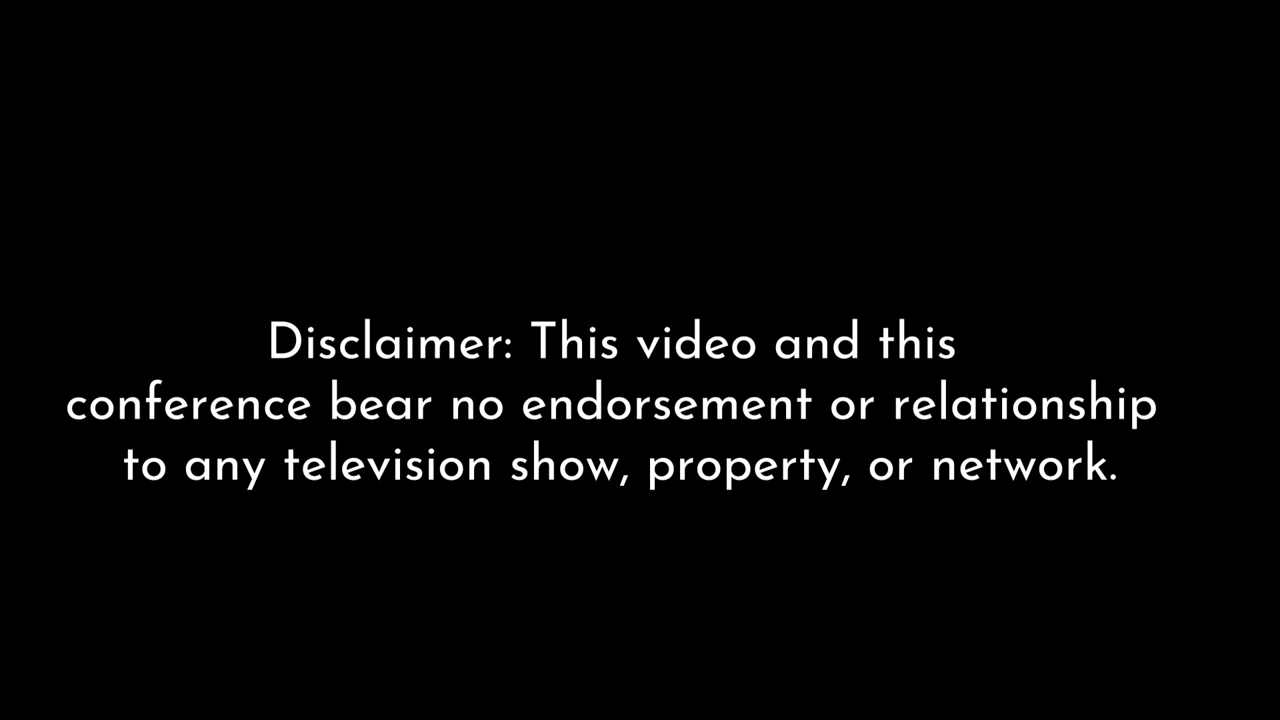 Disclaimer: This video and this
conference bear no endorsement or relationship
to any television show, property, or network.